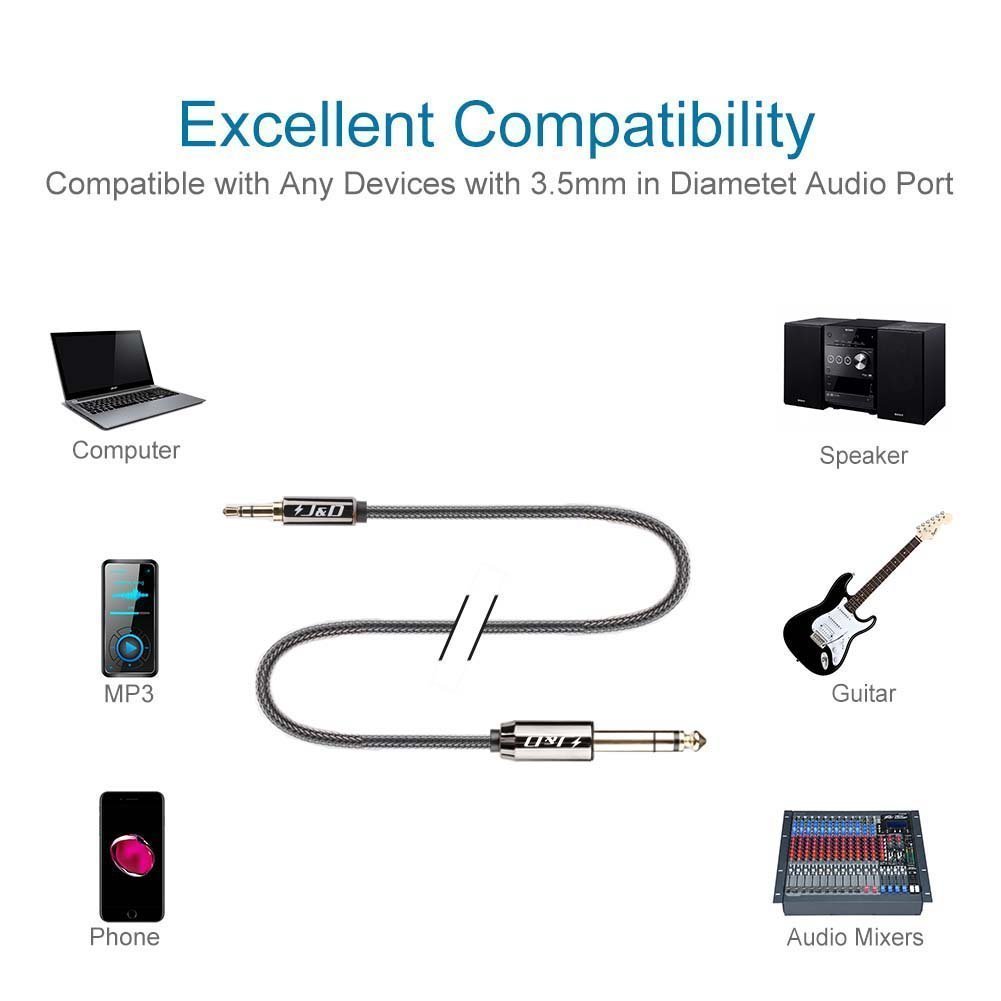 Excellent Compatibility
Compatible with Any Devices with 3.5mm in Diametet Audio Port
Computer
Speaker
J&D
MP3
Guitar
J&D
Phone
Audio Mixers